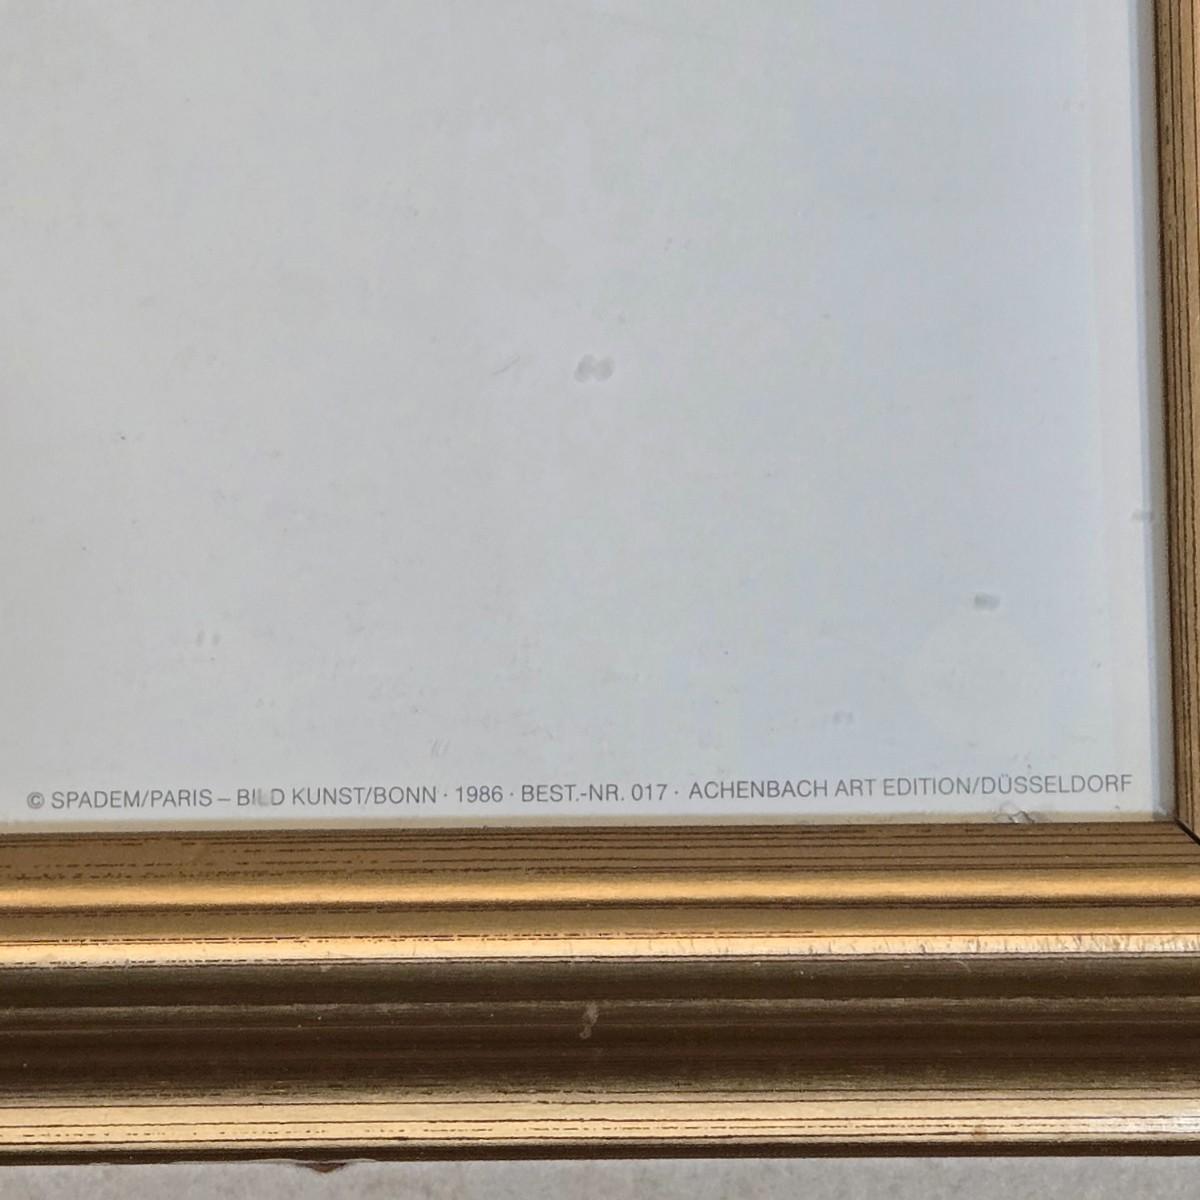 © SPADEM/PARIS – BILD KUNST/BONN · 1986 · BEST.-NR. 017 · ACHENBACH ART EDITION/DÜSSELDORF